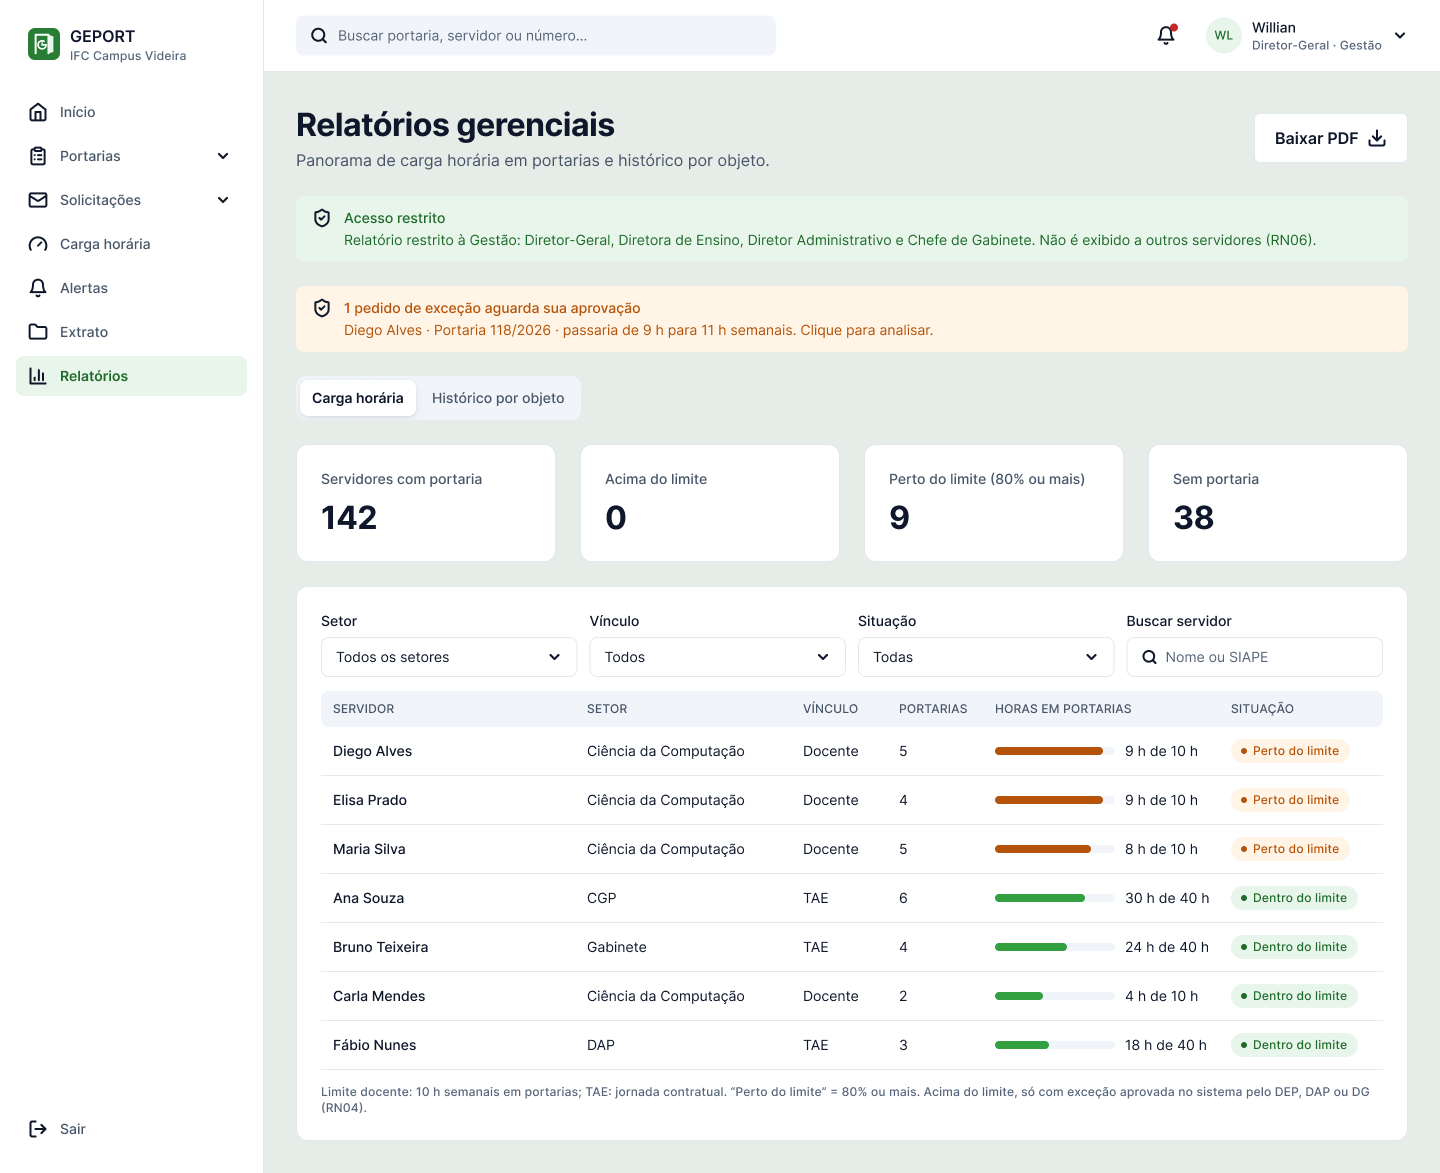 GEPORT
IFC Campus Videira
Início
Portarias
Solicitações
Carga horária
Alertas
Extrato
Relatórios
Sair
Buscar portaria, servidor ou número...
WL
Willian
Diretor-Geral · Gestão
Relatórios gerenciais
Panorama de carga horária em portarias e histórico por objeto.
Baixar PDF
Acesso restrito
Relatório restrito à Gestão: Diretor-Geral, Diretora de Ensino, Diretor Administrativo e Chefe de Gabinete. Não é exibido a outros servidores (RN06).
1 pedido de exceção aguarda sua aprovação
Diego Alves · Portaria 118/2026 · passaria de 9 h para 11 h semanais. Clique para analisar.
Carga horária
Histórico por objeto
Servidores com portaria
142
Acima do limite
0
Perto do limite (80% ou mais)
9
Sem portaria
38
Setor
Todos os setores
Vínculo
Todos
Situação
Todas
Buscar servidor
Nome ou SIAPE
SERVIDOR SETOR VÍNCULO PORTARIAS HORAS EM PORTARIAS SITUAÇÃO
Diego Alves Ciência da Computação Docente 5 9 h de 10 h Perto do limite
Elisa Prado Ciência da Computação Docente 4 9 h de 10 h Perto do limite
Maria Silva Ciência da Computação Docente 5 8 h de 10 h Perto do limite
Ana Souza CGP TAE 6 30 h de 40 h Dentro do limite
Bruno Teixeira Gabinete TAE 4 24 h de 40 h Dentro do limite
Carla Mendes Ciência da Computação Docente 2 4 h de 10 h Dentro do limite
Fábio Nunes DAP TAE 3 18 h de 40 h Dentro do limite
Limite docente: 10 h semanais em portarias; TAE: jornada contratual. “Perto do limite” = 80% ou mais. Acima do limite, só com exceção aprovada no sistema pelo DEP, DAP ou DG
(RN04).